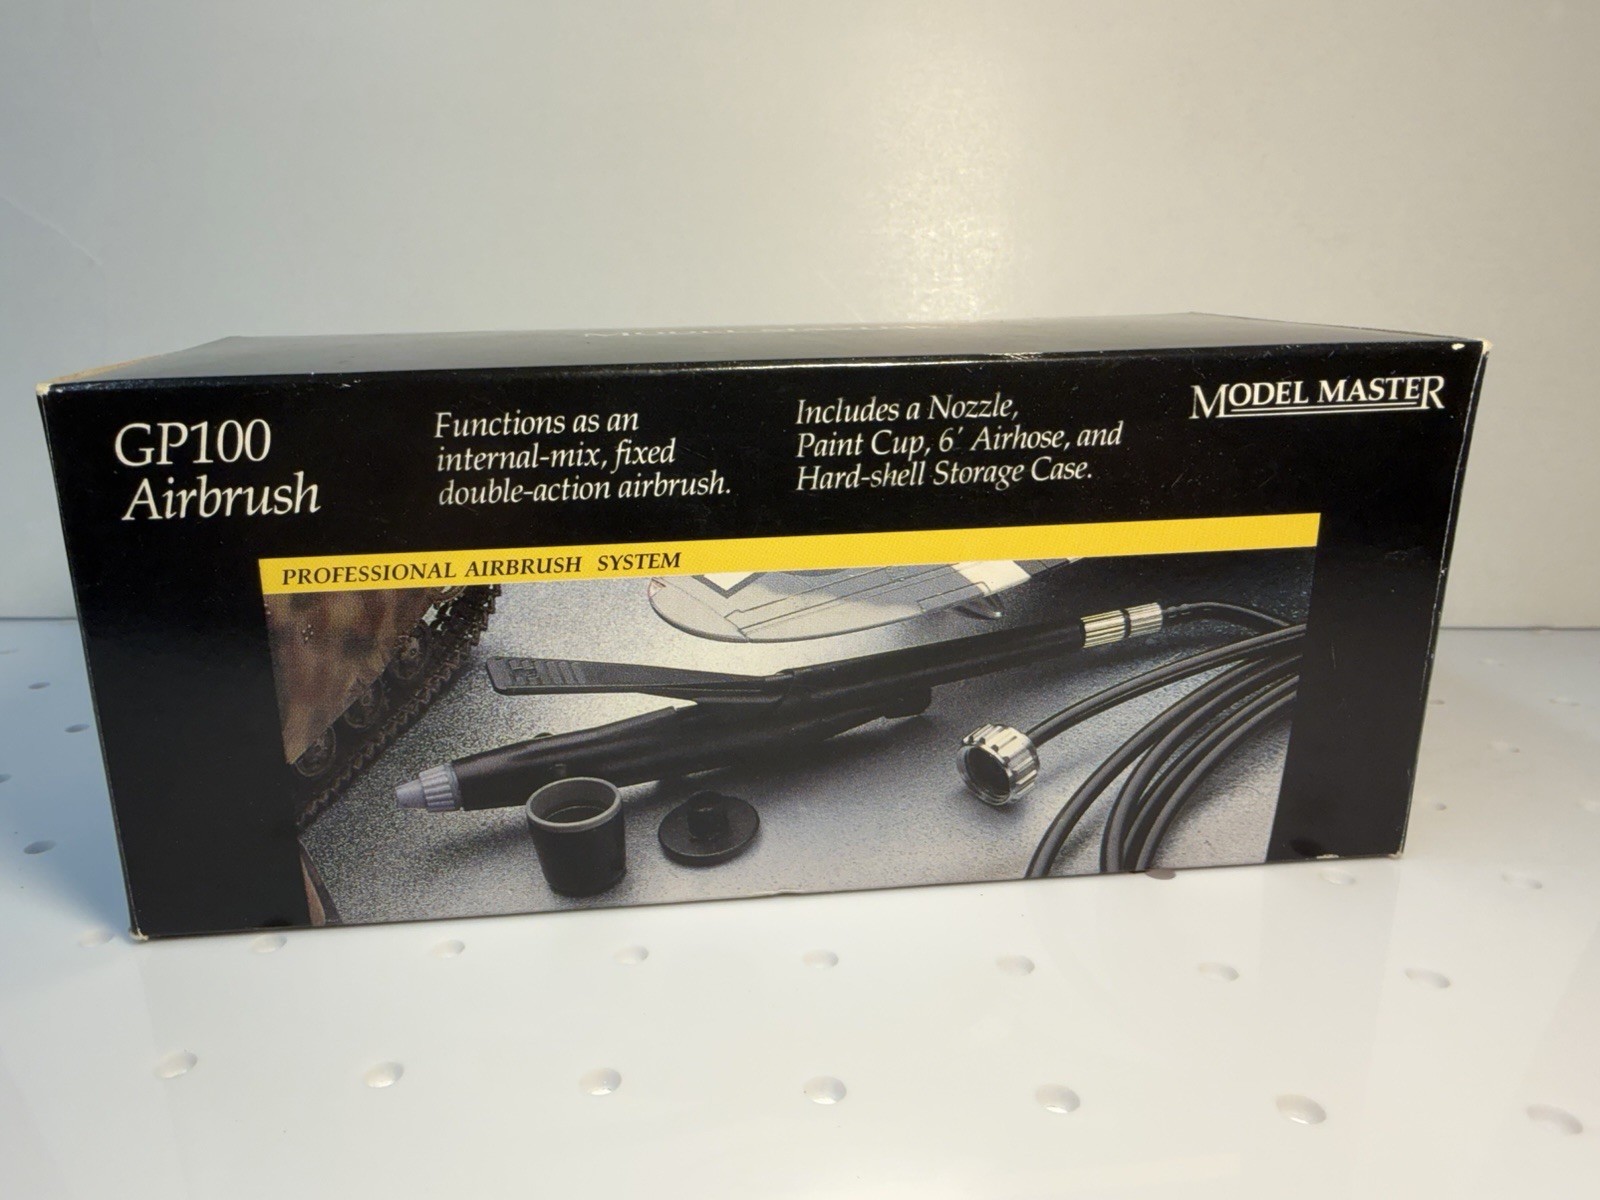 GP100
Airbrush
Functions as an
internal-mix, fixed
double-action airbrush.
Includes a Nozzle,
Paint Cup, 6' Airhose, and
Hard-shell Storage Case.
MODEL MASTER
PROFESSIONAL AIRBRUSH SYSTEM